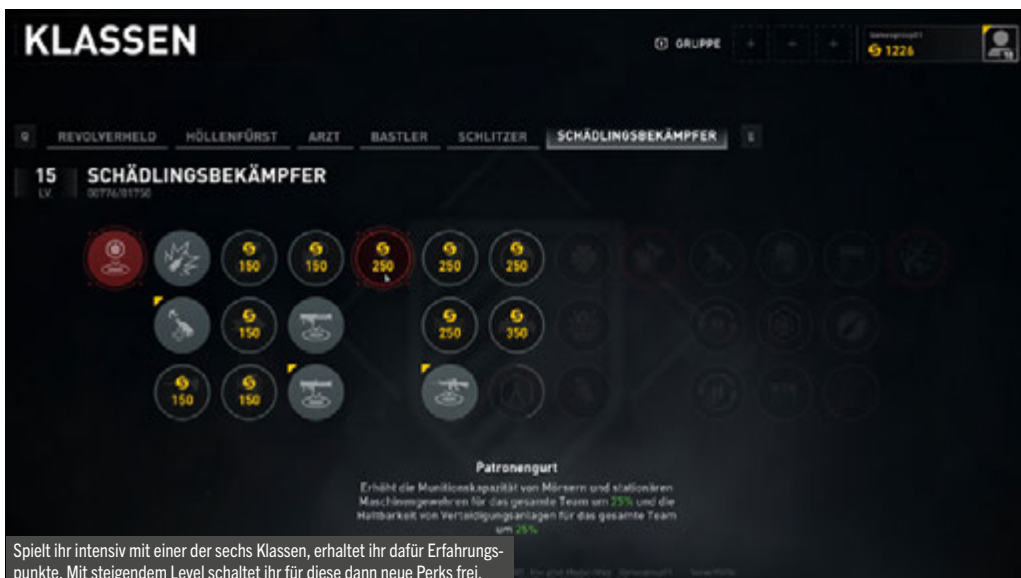 KLASSEN
GRUPPE
1226
REVOLVERHELD HÖLLENFÜRST ARZT BASTLER SCHLITZER SCHÄDLINGSBEKÄMPFER
15 SCHÄDLINGSBEKÄMPFER
LV. 00776/01750
150 150 250 250 250
150 250 350
150 150
Patronengurt
Erhöht die Munitionskapazität von Mörsern und stationären
Maschinengewehren für das gesamte Team um 25% und die
Haltbarkeit von Verteidigungsanlagen für das gesamte Team
um 25%
Spielt ihr intensiv mit einer der sechs Klassen, erhaltet ihr dafür Erfahrungs-
punkte. Mit steigendem Level schaltet ihr für diese dann neue Perks frei.